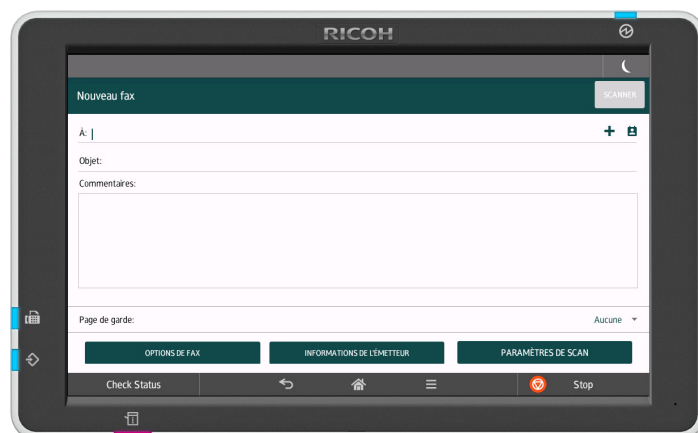 RICOH
Nouveau fax
SCANNER
À:
Objet:
Commentaires:
Page de garde:
Aucune
OPTIONS DE FAX
INFORMATIONS DE L'ÉMETTEUR
PARAMÈTRES DE SCAN
Check Status
Stop